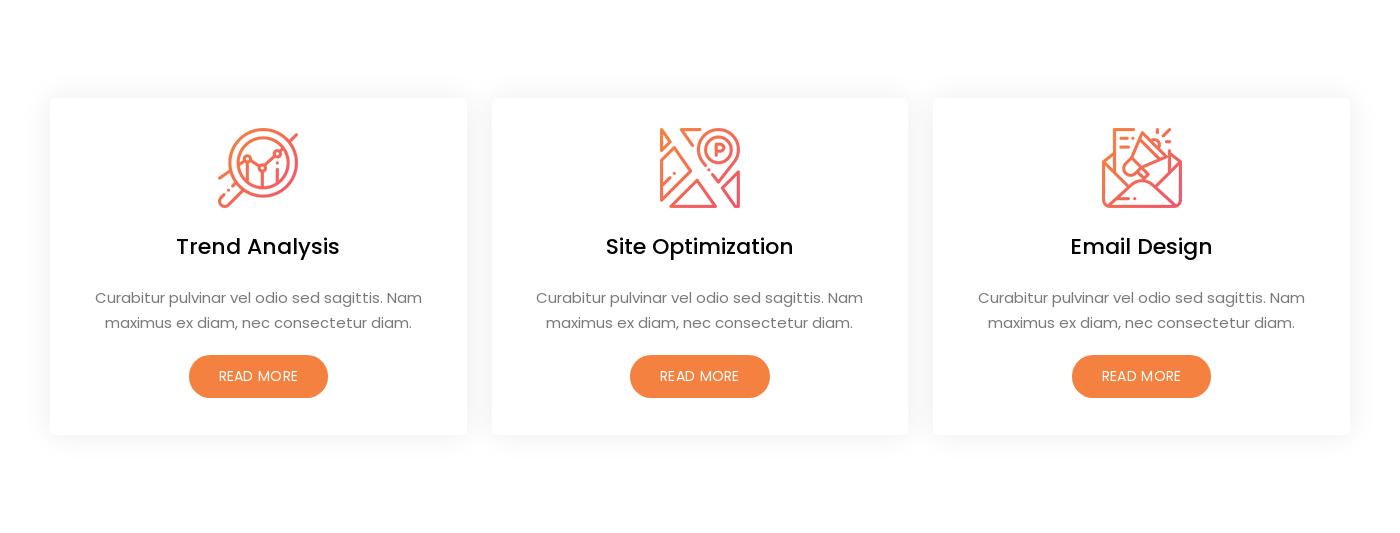 Trend Analysis
Curabitur pulvinar vel odio sed sagittis. Nam
maximus ex diam, nec consectetur diam.
READ MORE
P
Site Optimization
Curabitur pulvinar vel odio sed sagittis. Nam
maximus ex diam, nec consectetur diam.
READ MORE
Email Design
Curabitur pulvinar vel odio sed sagittis. Nam
maximus ex diam, nec consectetur diam.
READ MORE